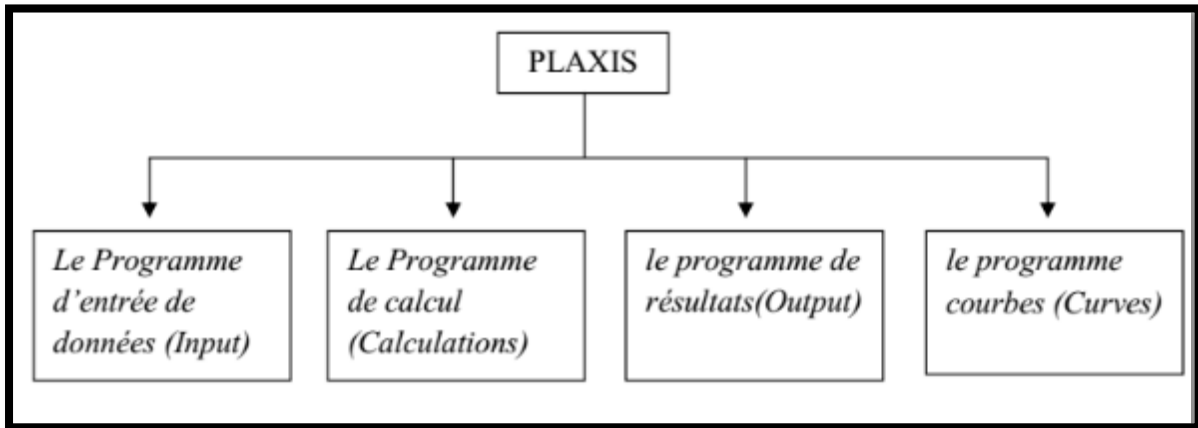 PLAXIS
Le Programme
d’entrée de
données (Input)
Le Programme
de calcul
(Calculations)
le programme de
résultats(Output)
le programme
courbes (Curves)